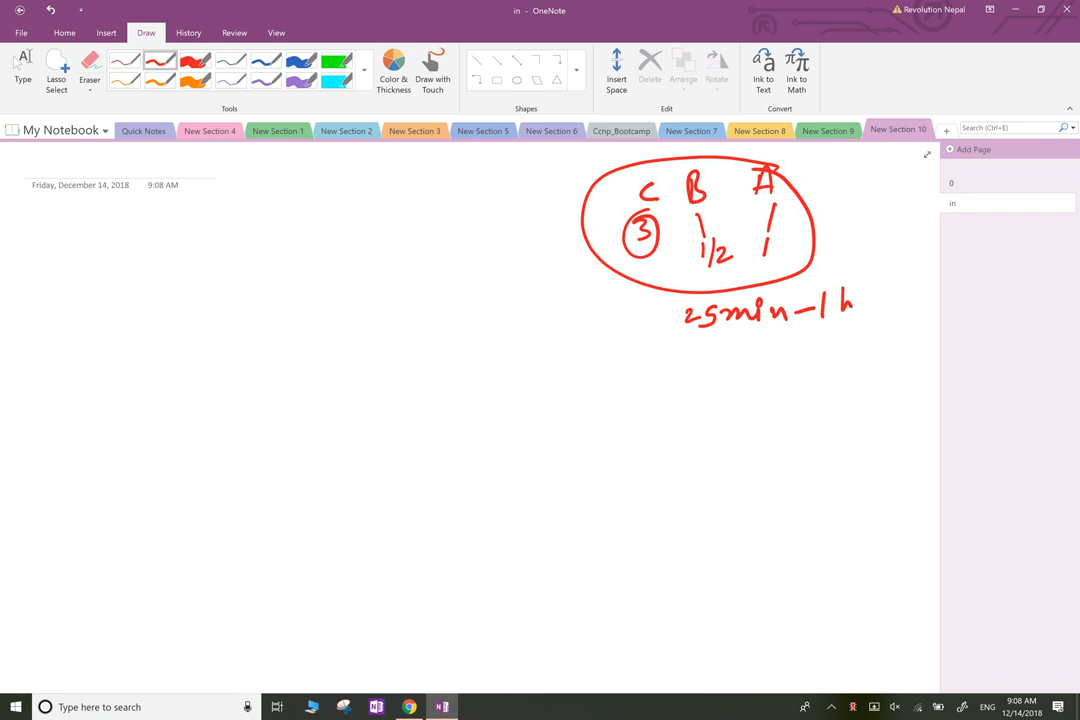 in - OneNote
Revolution Nepal
File Home Insert Draw History Review View
Type Lasso Select Eraser Color & Thickness Draw with Touch Insert Space Delete Arrange Rotate Ink to Text Ink to Math
Tools Shapes Edit Convert
My Notebook Quick Notes New Section 4 New Section 1 New Section 2 New Section 3 New Section 5 New Section 6 Ccnp_Bootcamp New Section 7 New Section 8 New Section 9 New Section 10 + Search (Ctrl+E)
Add Page
Friday, December 14, 2018 9:08 AM
0
in
C B A
3 1/2 1
25min - 1 h
Type here to search
ENG
9:08 AM
12/14/2018